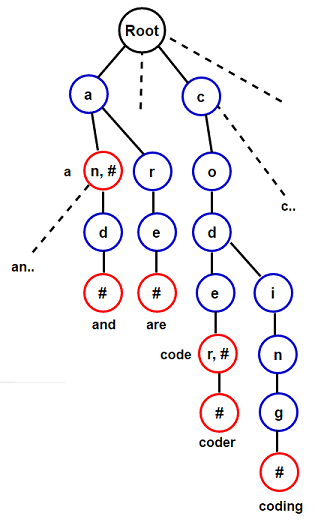 Root
a c
a n, # r o
c..
d e d
an..
# # e i
and are
code r, # n
# g
coder
#
coding